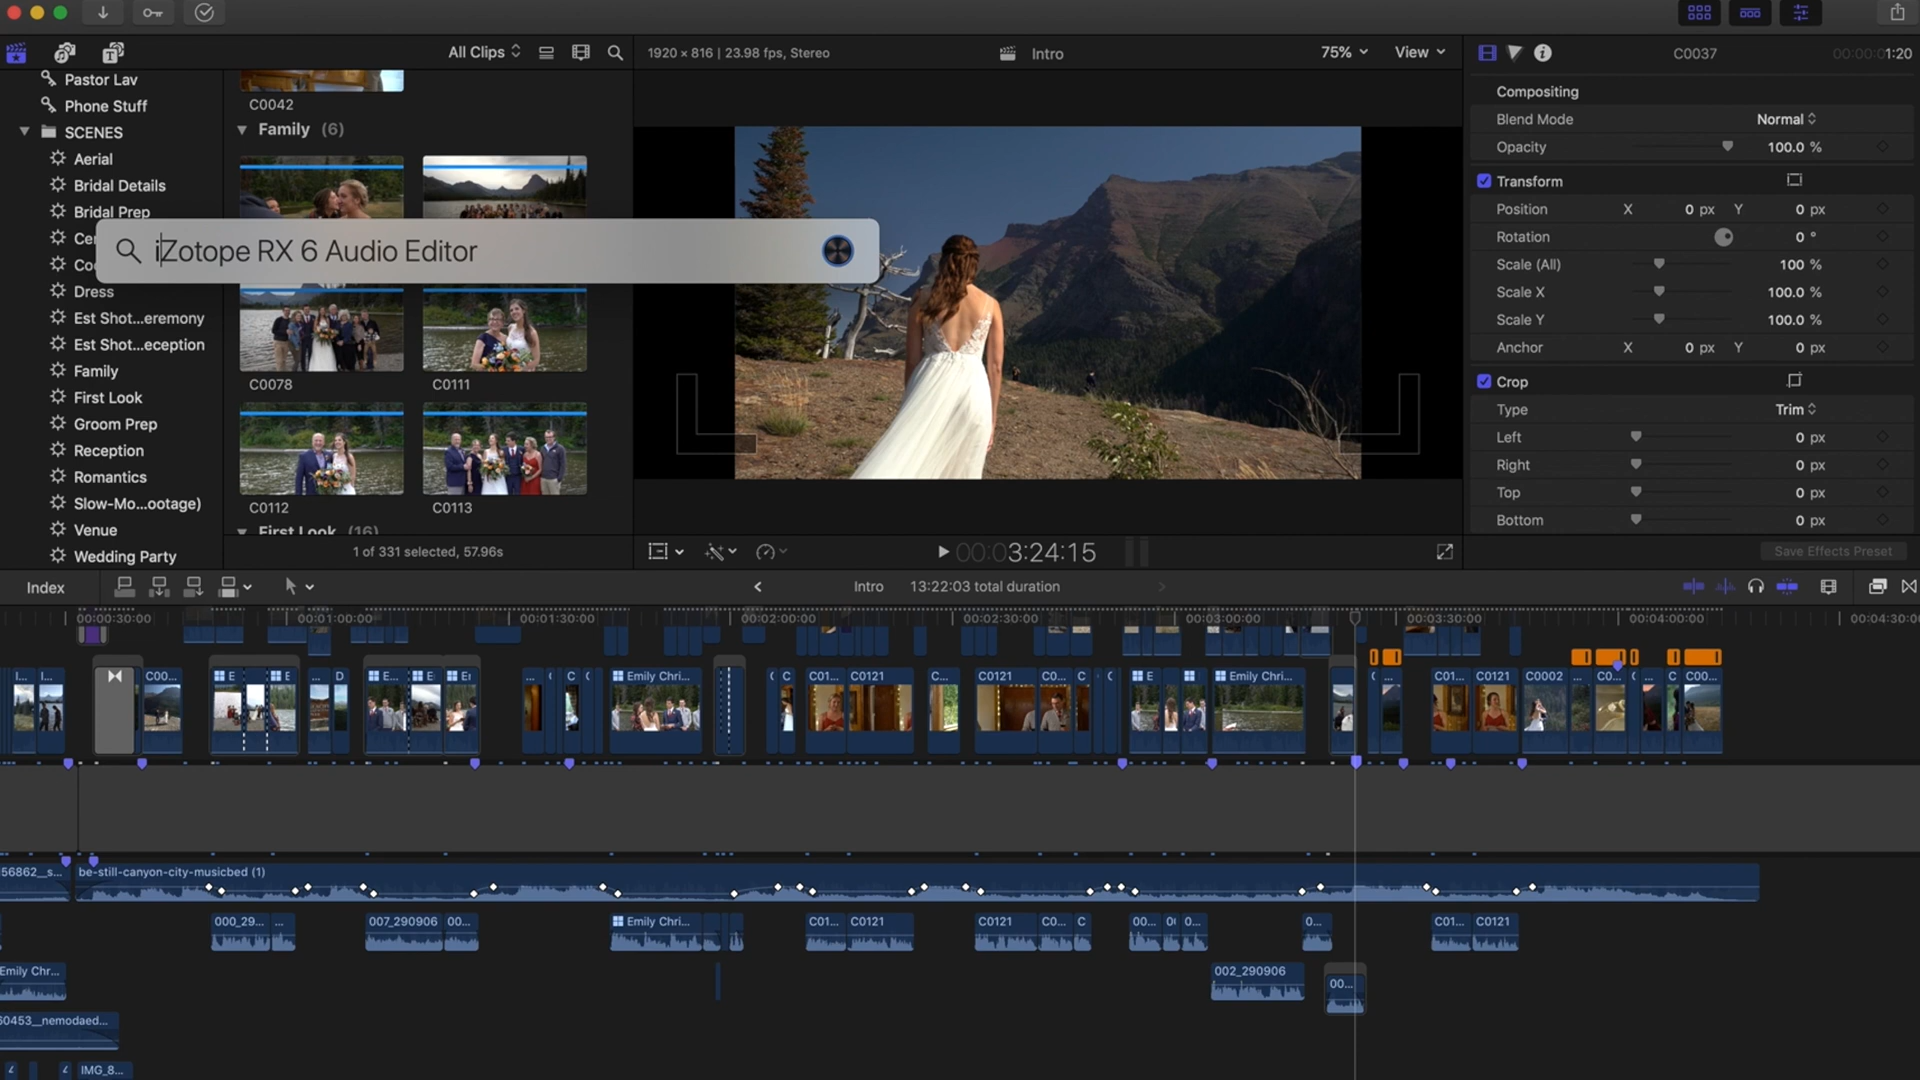 All Clips
1920 × 816 | 23.98 fps, Stereo
Intro
75%
View
C0037
00:00:01:20
Pastor Lav
Phone Stuff
SCENES
Aerial
Bridal Details
Bridal Prep
Dress
Est Shot...eremony
Est Shot...eception
Family
First Look
Groom Prep
Reception
Romantics
Slow-Mo...ootage)
Venue
Wedding Party
C0042
Family (6)
iZotope RX 6 Audio Editor
C0078
C0111
C0112
C0113
First Look (16)
1 of 331 selected, 57.96s
00:03:24:15
Compositing
Blend Mode
Normal
Opacity
100.0 %
Transform
Position
X 0 px Y 0 px
Rotation
0 °
Scale (All)
100 %
Scale X
100.0 %
Scale Y
100.0 %
Anchor
X 0 px Y 0 px
Crop
Type
Trim
Left
0 px
Right
0 px
Top
0 px
Bottom
0 px
Save Effects Preset
Index
Intro
13:22:03 total duration
00:00:30:00
00:01:00:00
00:01:30:00
00:02:00:00
00:02:30:00
00:03:00:00
00:03:30:00
00:04:00:00
00:04:30:00
I... I... C00... E E ... D E... E Er ... C Emily Chri... C C01... C0121 C... C0121 C0... C E Emily Chri... ... C01... C0121 C0002 ... C0... ... C C00...
56862__s...
be-still-canyon-city-musicbed (1)
000_29... ... 007_290906 00... Emily Chri... C01... C0121 C0121 C0... C 00... 0... 0... C01... C0121
Emily Chr...
002_290906
00...
60453__nemodaed...
IMG_8...